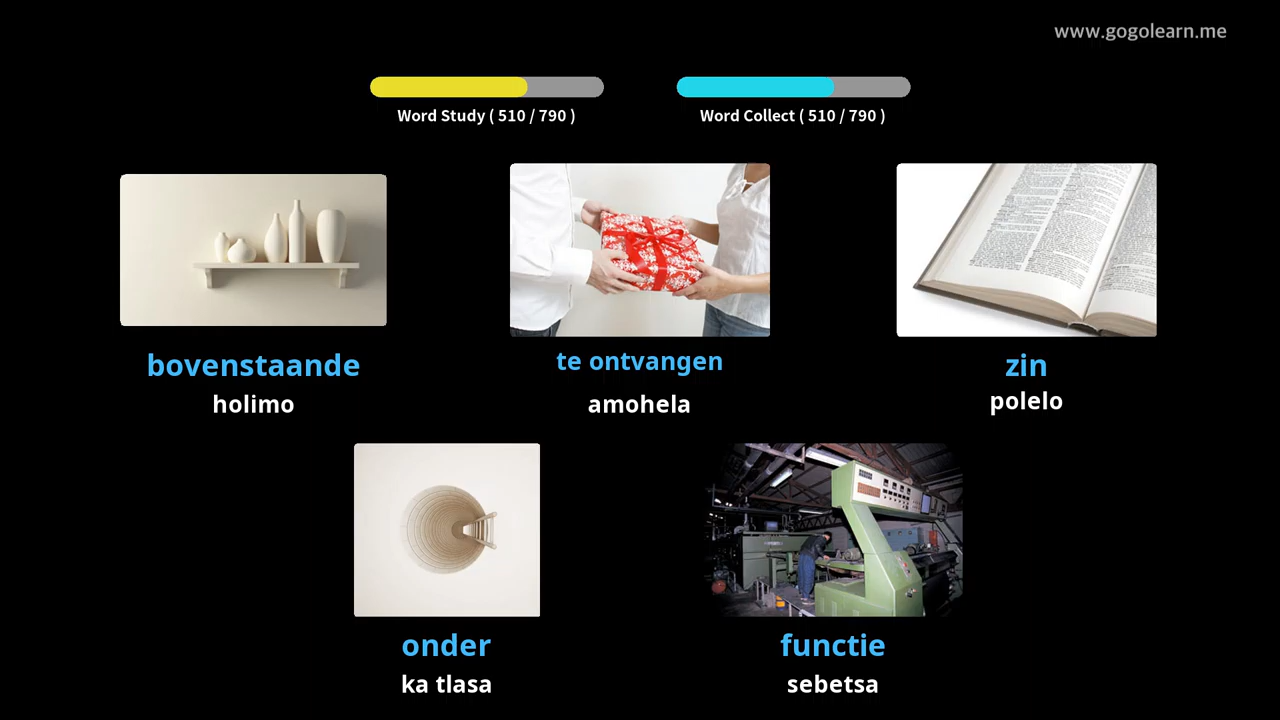 www.gogolearn.me
Word Study ( 510 / 790 )
Word Collect ( 510 / 790 )
bovenstaande
holimo
te ontvangen
amohela
zin
polelo
onder
ka tlasa
functie
sebetsa